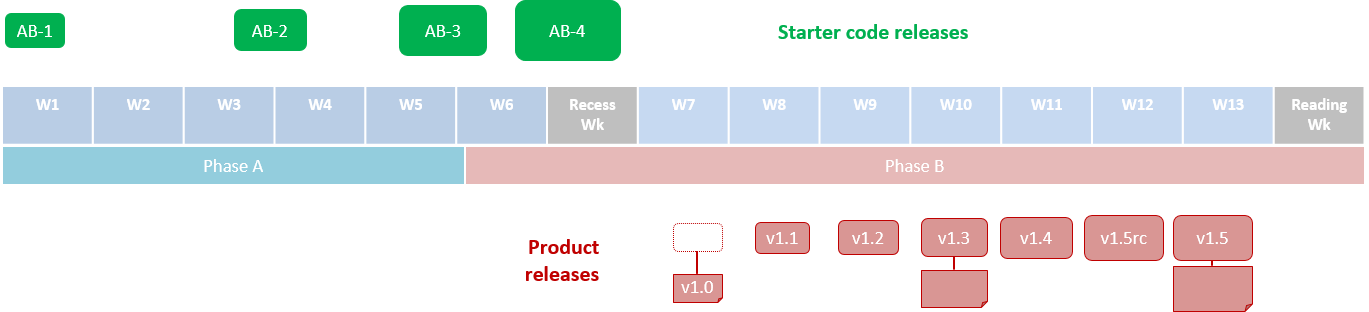 AB-1 AB-2 AB-3 AB-4 Starter code releases
W1 W2 W3 W4 W5 W6 Recess Wk W7 W8 W9 W10 W11 W12 W13 Reading Wk
Phase A Phase B
Product releases
v1.1 v1.2 v1.3 v1.4 v1.5rc v1.5
v1.0